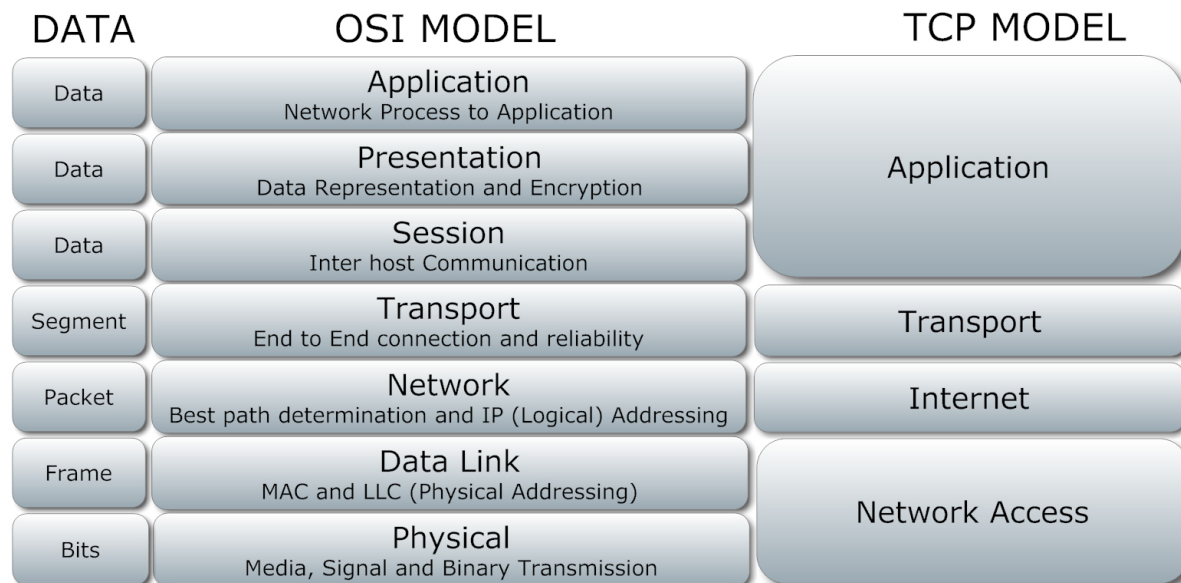 DATA
OSI MODEL
TCP MODEL
Data
Application
Network Process to Application
Data
Presentation
Data Representation and Encryption
Application
Data
Session
Inter host Communication
Segment
Transport
End to End connection and reliability
Transport
Packet
Network
Best path determination and IP (Logical) Addressing
Internet
Frame
Data Link
MAC and LLC (Physical Addressing)
Network Access
Bits
Physical
Media, Signal and Binary Transmission